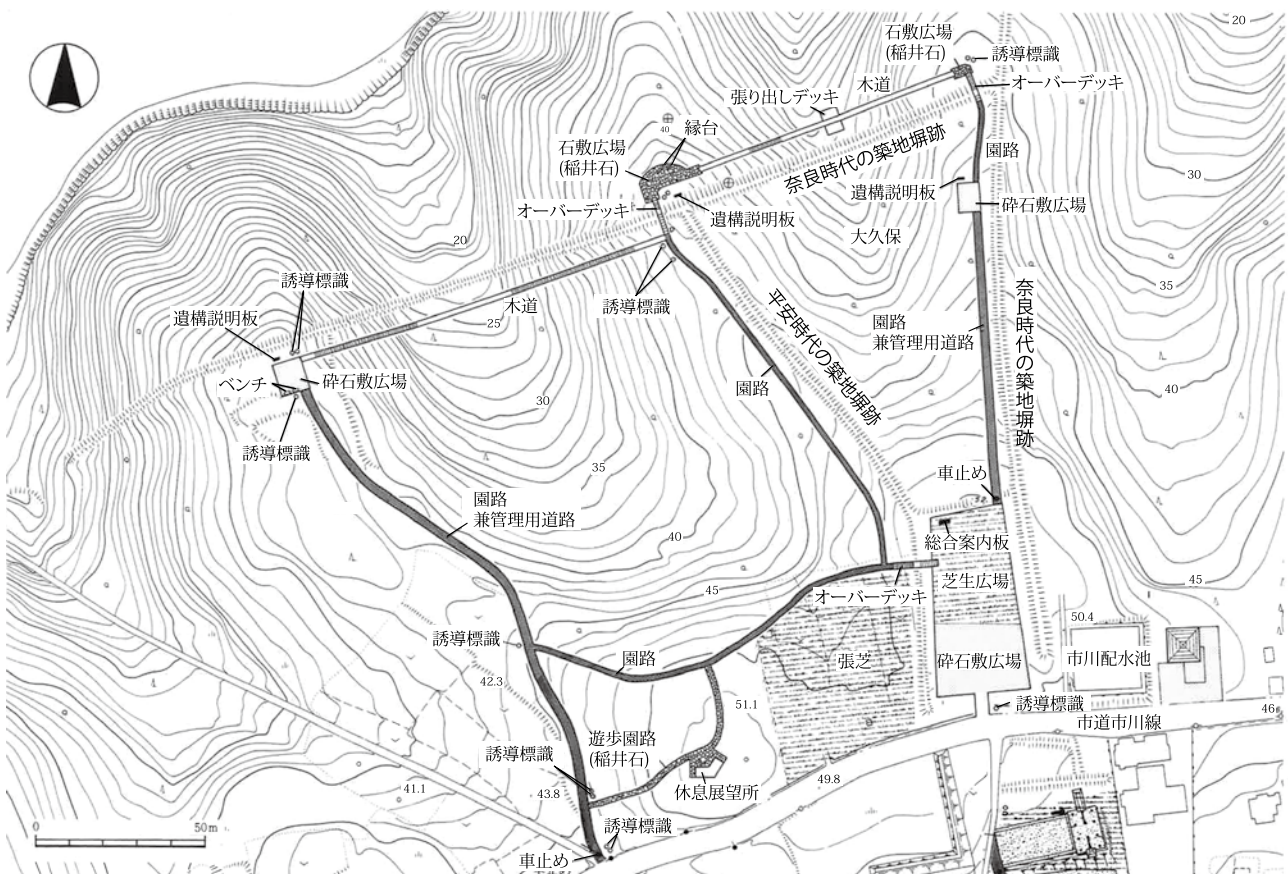 20
石敷広場
(稲井石)
誘導標識
木道
オーバーデッキ
張り出しデッキ
縁台
40
石敷広場
(稲井石)
奈良時代の築地塀跡
園路
30
遺構説明板
砕石敷広場
オーバーデッキ
遺構説明板
大久保
20
誘導標識
誘導標識
木道
25
遺構説明板
平安時代の築地塀跡
園路
兼管理用道路
奈良時代の築地塀跡
35
ベンチ
砕石敷広場
園路
40
30
誘導標識
35
車止め
園路
兼管理用道路
総合案内板
40
芝生広場
45
45
オーバーデッキ
50.4
誘導標識
園路
張芝
砕石敷広場
市川配水池
42.3
51.1
誘導標識
市道市川線
46
遊歩園路
(稲井石)
誘導標識
休息展望所
49.8
41.1
43.8
0
50m
誘導標識
車止め